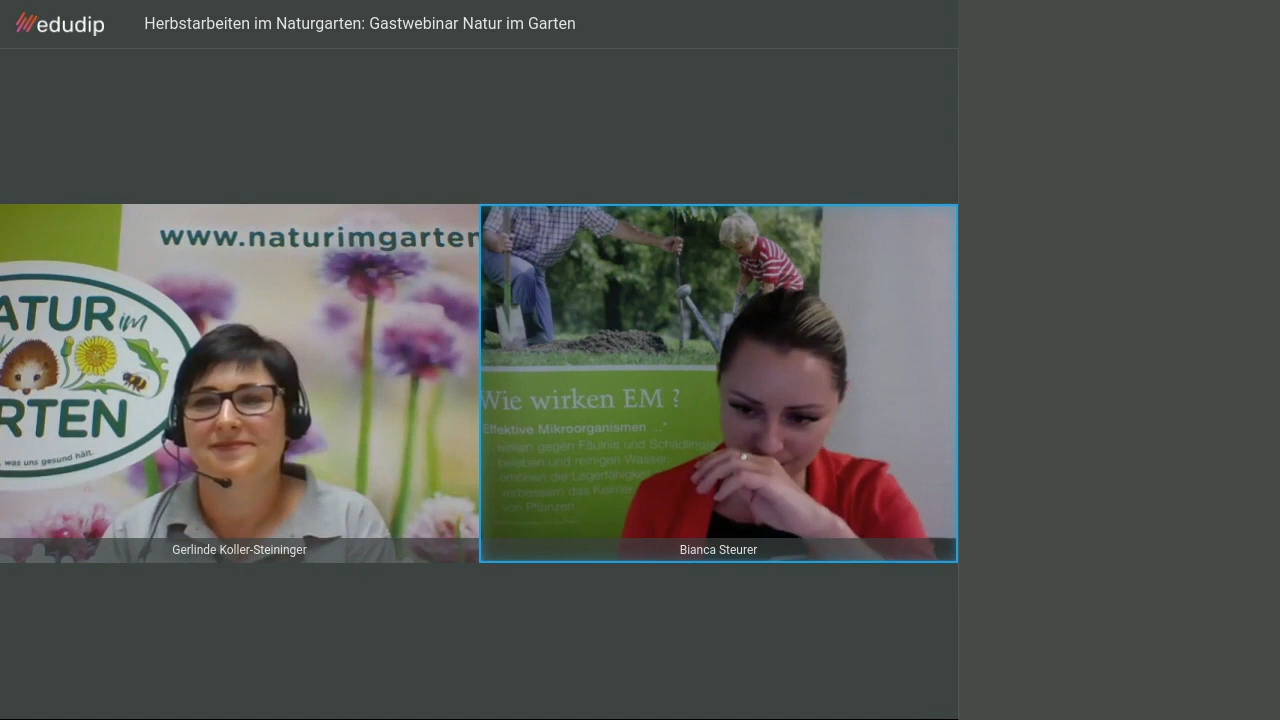 edudip
Herbstarbeiten im Naturgarten: Gastwebinar Natur im Garten
www.naturimgarten
ATUR im
RTEN
was uns gesund hält.
Wie wirken EM ?
Effektive Mikroorganismen ..."
wirken gegen Fäulnis und Schädlinge
beleben und reinigen Wasser
erhöhen die Lagerfähigkeit
verbessern das Keimen
von Pflanzen.
Gerlinde Koller-Steininger
Bianca Steurer